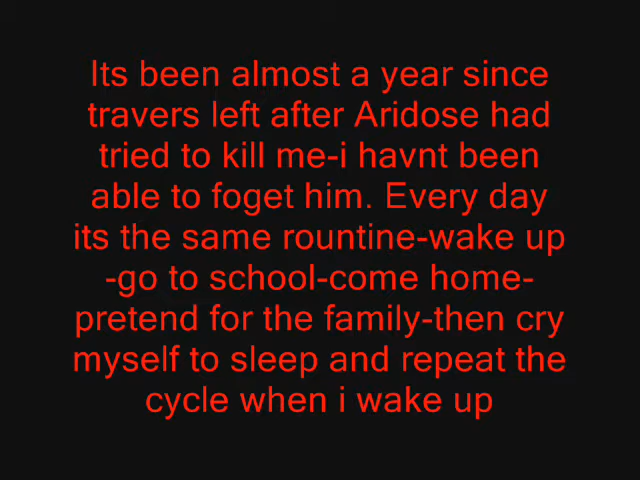 Its been almost a year since
travers left after Aridose had
tried to kill me-i havnt been
able to foget him. Every day
its the same rountine-wake up
-go to school-come home-
pretend for the family-then cry
myself to sleep and repeat the
cycle when i wake up